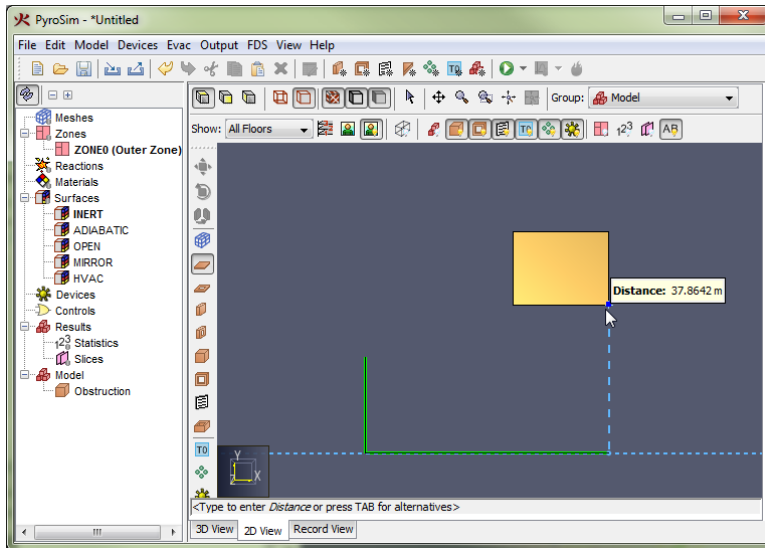 PyroSim - *Untitled
File Edit Model Devices Evac Output FDS View Help
Group: Model
Meshes
Zones
ZONE0 (Outer Zone)
Reactions
Materials
Surfaces
INERT
ADIABATIC
OPEN
MIRROR
HVAC
Devices
Controls
Results
Statistics
Slices
Model
Obstruction
Show: All Floors
Distance: 37.8642 m
Y
X
Z
<Type to enter Distance or press TAB for alternatives>
3D View 2D View Record View